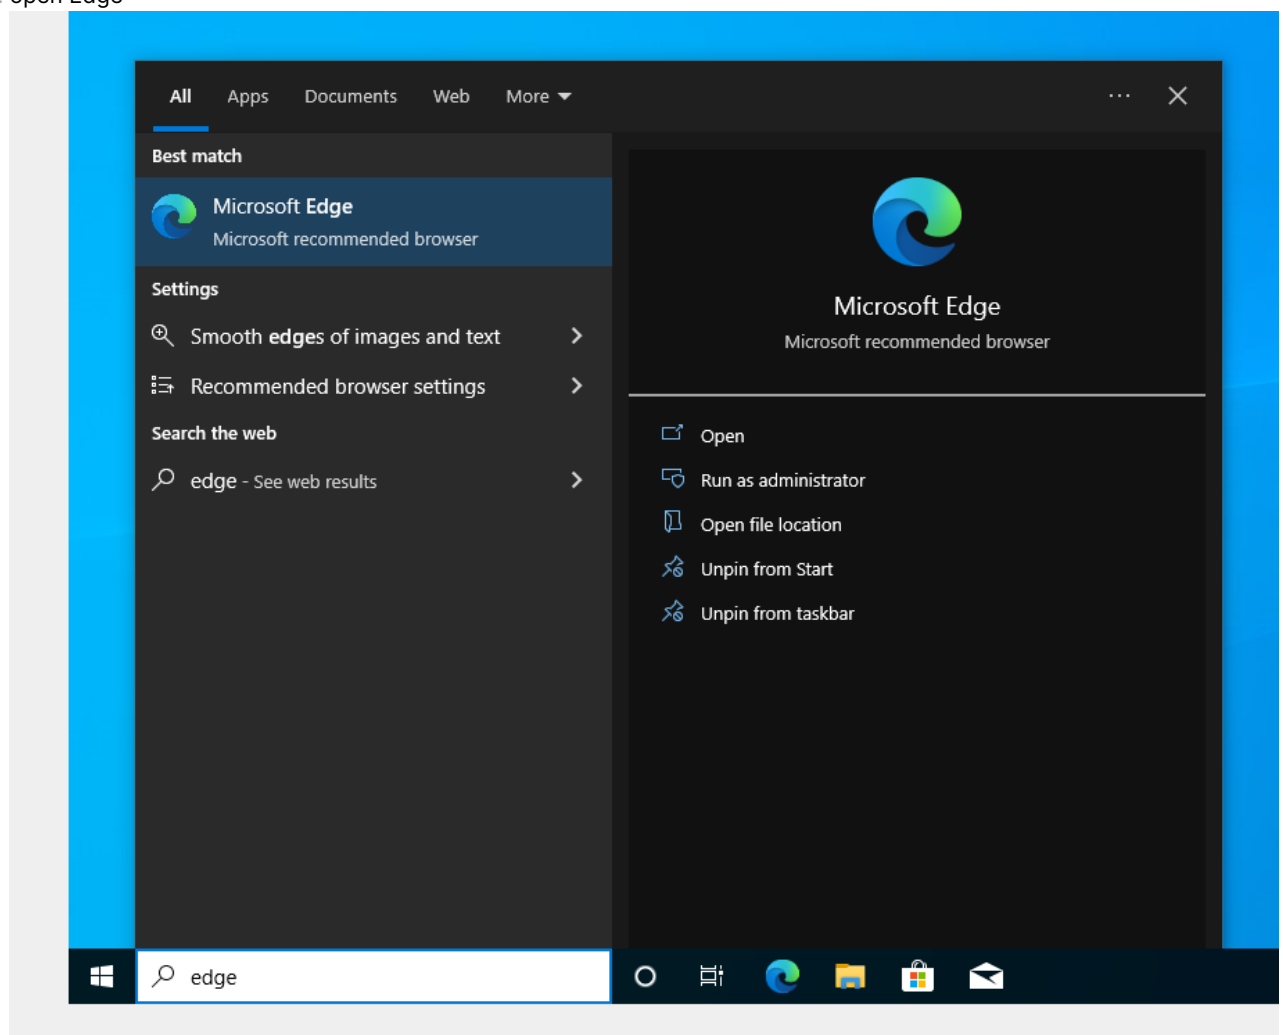 open Edge
All Apps Documents Web More
Best match
Microsoft Edge
Microsoft recommended browser
Settings
Smooth edges of images and text
Recommended browser settings
Search the web
edge - See web results
Microsoft Edge
Microsoft recommended browser
Open
Run as administrator
Open file location
Unpin from Start
Unpin from taskbar
edge